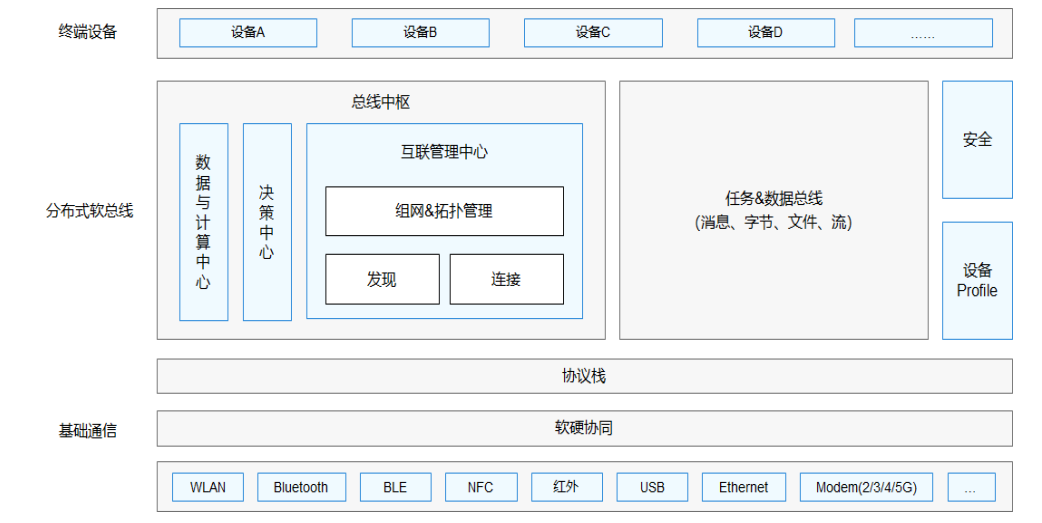 终端设备
设备A
设备B
设备C
设备D
……
分布式软总线
总线中枢
数据与计算中心
决策中心
互联管理中心
组网&拓扑管理
发现
连接
任务&数据总线
(消息、字节、文件、流)
安全
设备
Profile
基础通信
协议栈
软硬协同
WLAN
Bluetooth
BLE
NFC
红外
USB
Ethernet
Modem(2/3/4/5G)
...